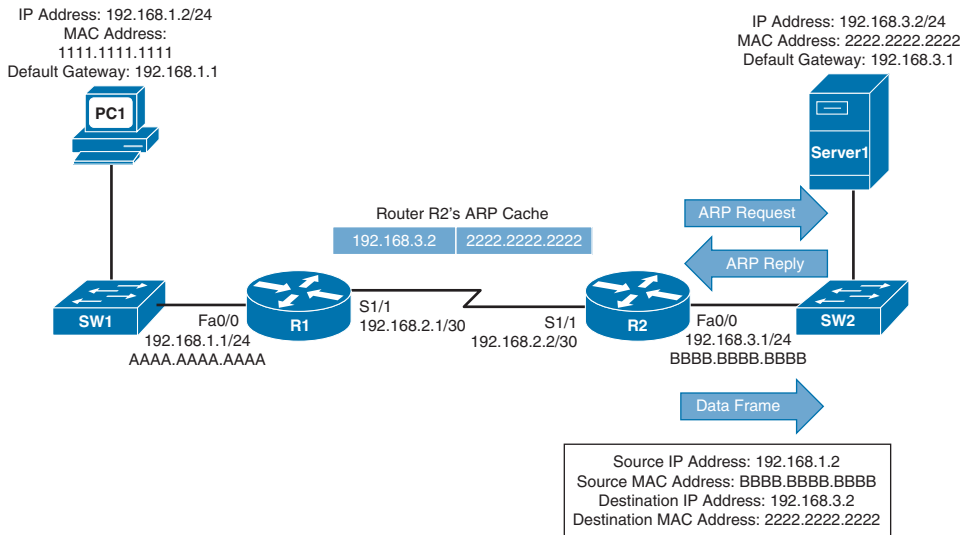 IP Address: 192.168.1.2/24
MAC Address:
1111.1111.1111
Default Gateway: 192.168.1.1
PC1
IP Address: 192.168.3.2/24
MAC Address: 2222.2222.2222
Default Gateway: 192.168.3.1
Server1
Router R2's ARP Cache
192.168.3.2
2222.2222.2222
ARP Request
ARP Reply
SW1
Fa0/0
192.168.1.1/24
AAAA.AAAA.AAAA
R1
S1/1
192.168.2.1/30
S1/1
192.168.2.2/30
R2
Fa0/0
192.168.3.1/24
BBBB.BBBB.BBBB
SW2
Data Frame
Source IP Address: 192.168.1.2
Source MAC Address: BBBB.BBBB.BBBB
Destination IP Address: 192.168.3.2
Destination MAC Address: 2222.2222.2222